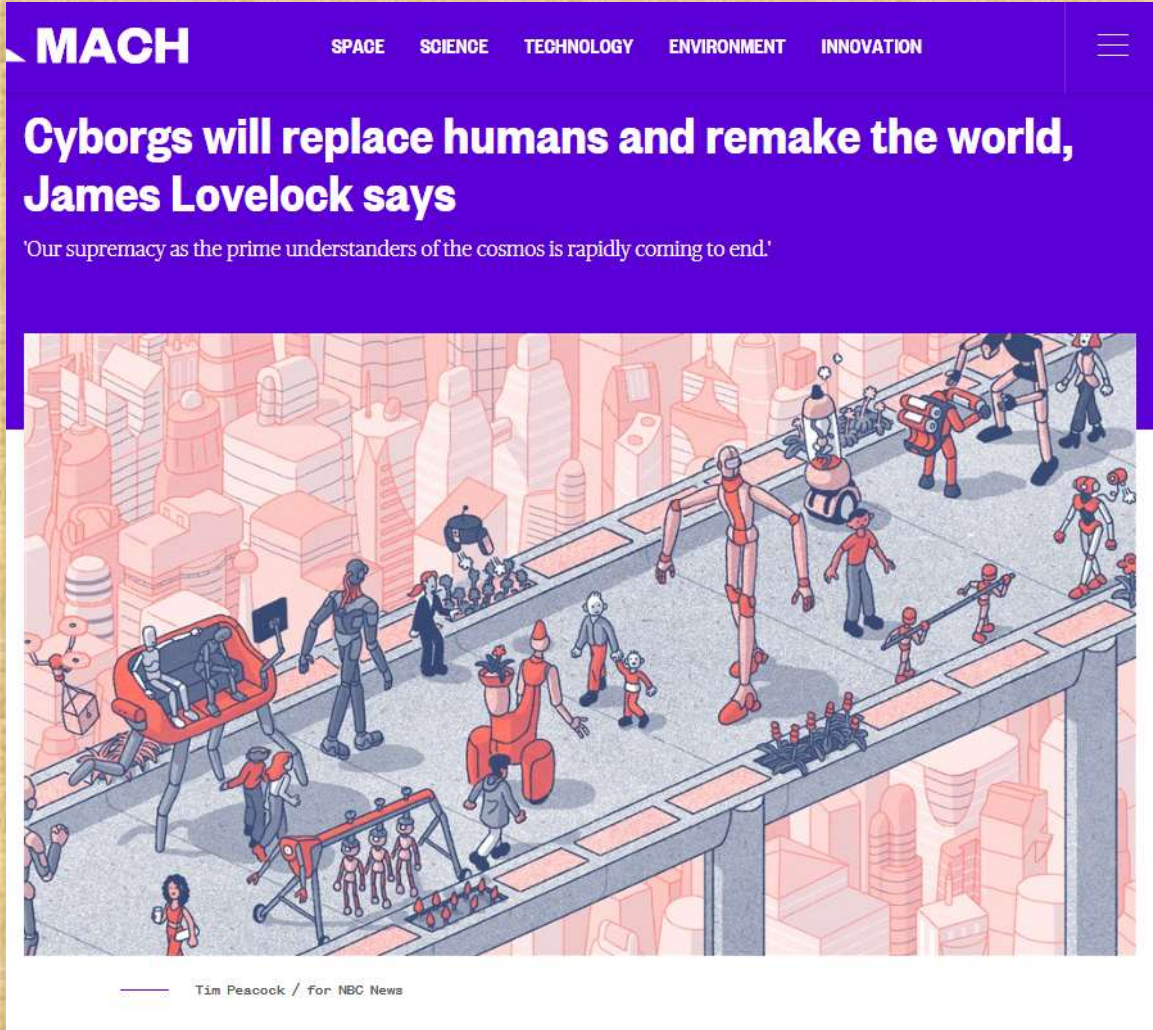 MACH
SPACE SCIENCE TECHNOLOGY ENVIRONMENT INNOVATION
Cyborgs will replace humans and remake the world,
James Lovelock says
'Our supremacy as the prime understanders of the cosmos is rapidly coming to end.'
Tim Peacock / for NBC News